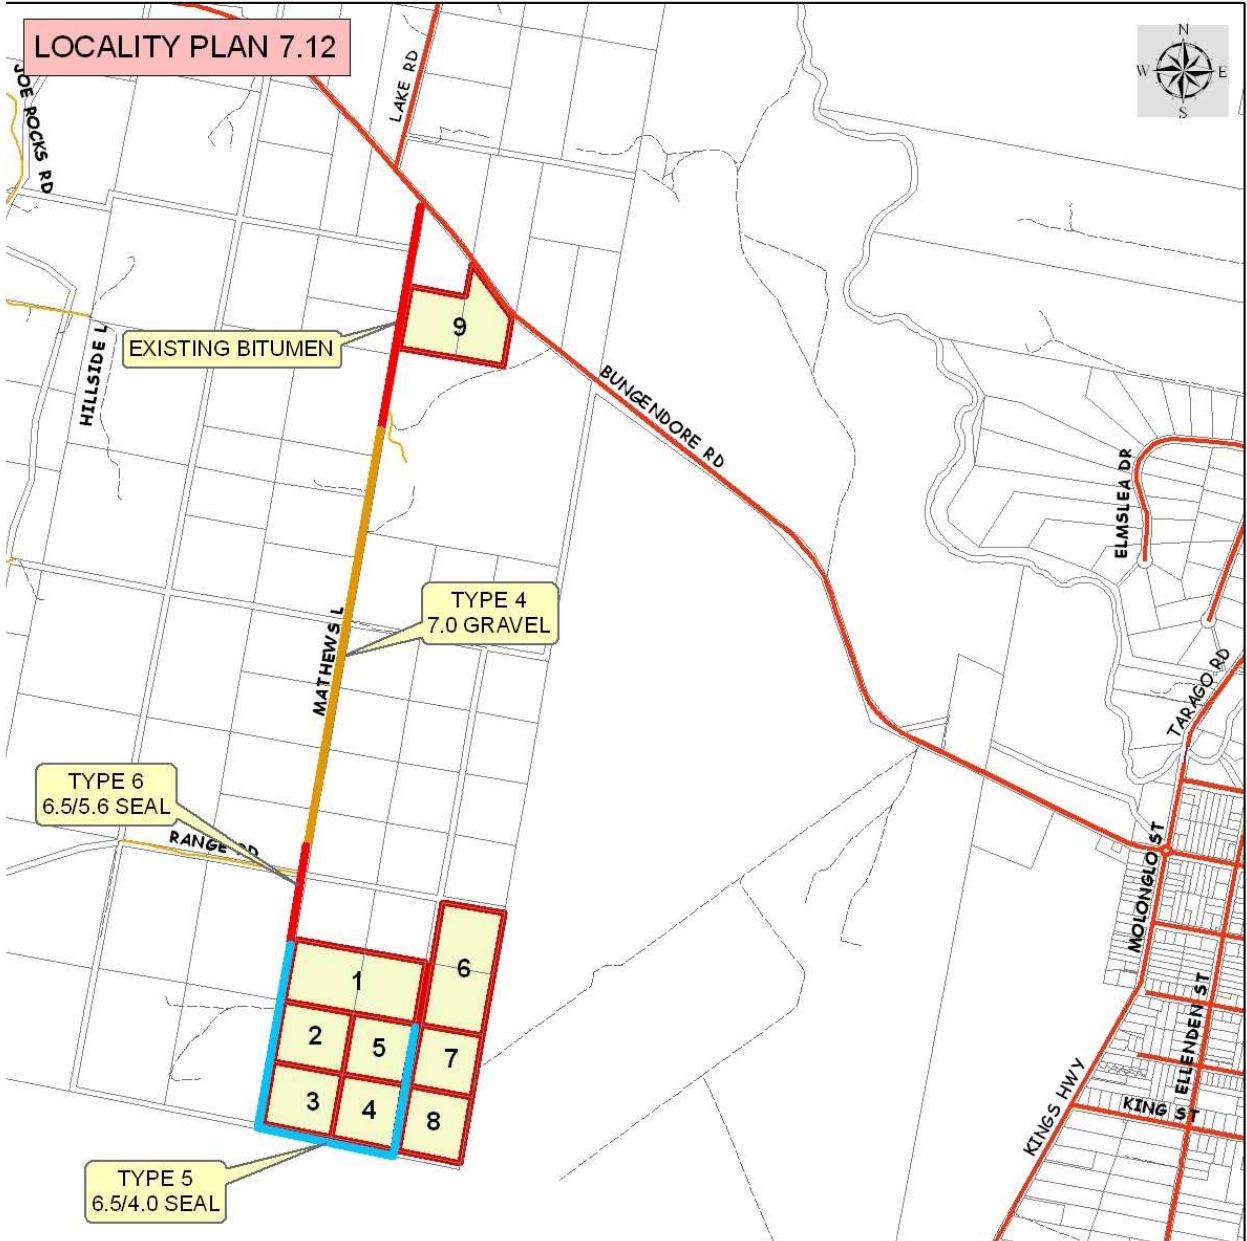 LOCALITY PLAN 7.12
N
W E
S
LAKE RD
JOE ROCKS RD
HILLSIDE L
EXISTING BITUMEN
9
BUNGENDORE RD
ELMSLEA DR
TYPE 4
7.0 GRAVEL
MATHEWS L
TARAGO RD
TYPE 6
6.5/5.6 SEAL
RANGE RD
MOLONGLO ST
1
6
2
5
7
3
4
8
ELLENDEN ST
KINGS HWY
KING ST
TYPE 5
6.5/4.0 SEAL